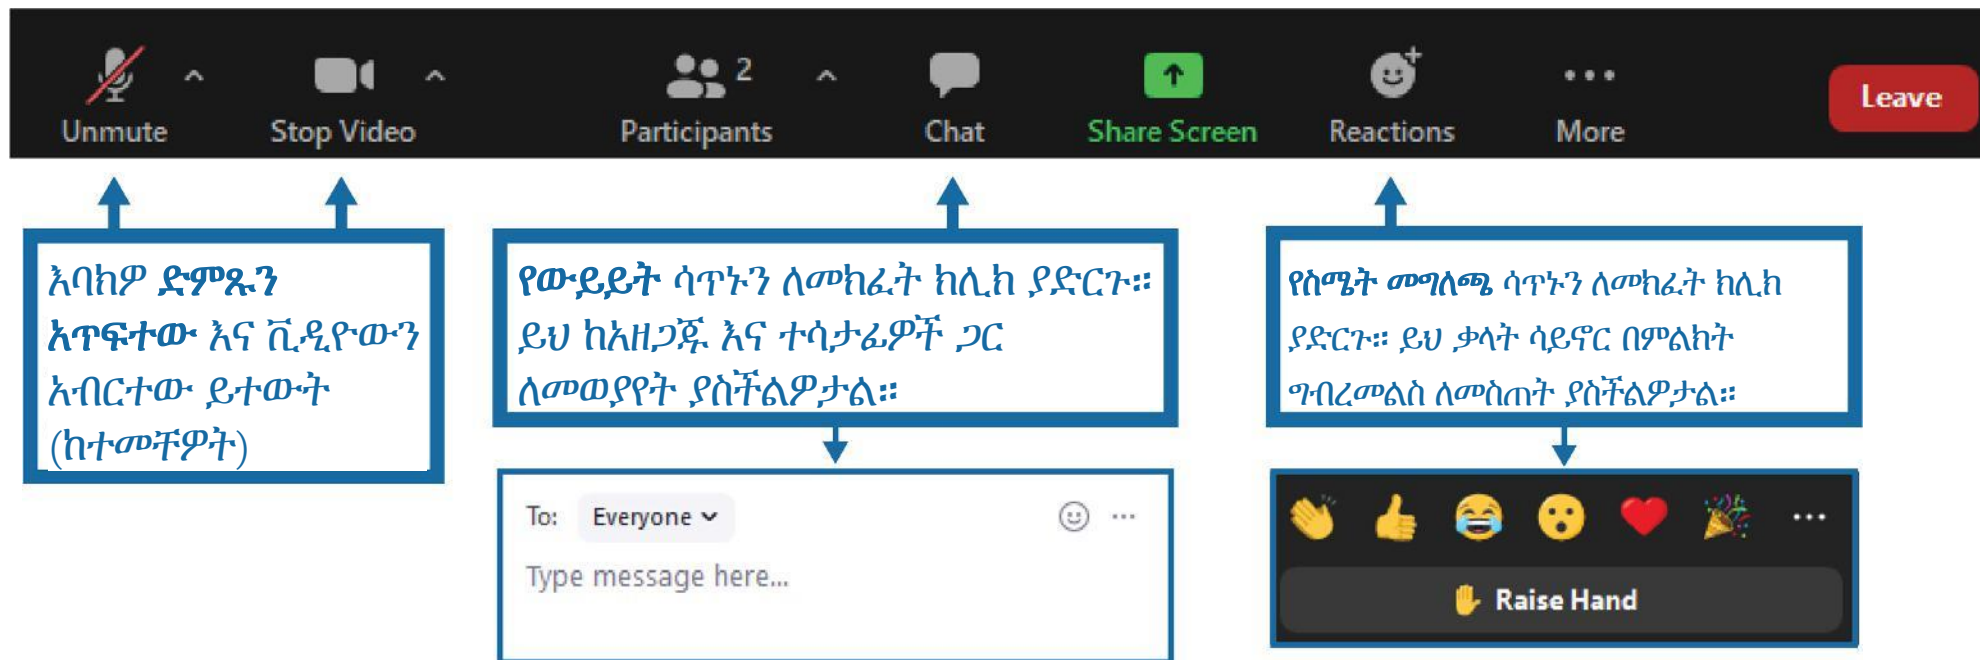 2
Unmute Stop Video Participants Chat Share Screen Reactions More Leave
እባክዎ ድምጹን
አጥፍተው እና ቪዲዮውን
አብርተው ይተውት
(ከተመቸዎት)
የውይይት ሳጥኑን ለመክፈት ክሊክ ያድርጉ።
ይህ ከአዘጋጁ እና ተሳታፊዎች ጋር
ለመወያየት ያስችልዎታል።
To: Everyone
Type message here...
የስሜት መግለጫ ሳጥኑን ለመክፈት ክሊክ
ያድርጉ። ይህ ቃላት ሳይኖር በምልክት
ግብረመልስ ለመስጠት ያስችልዎታል።
Raise Hand